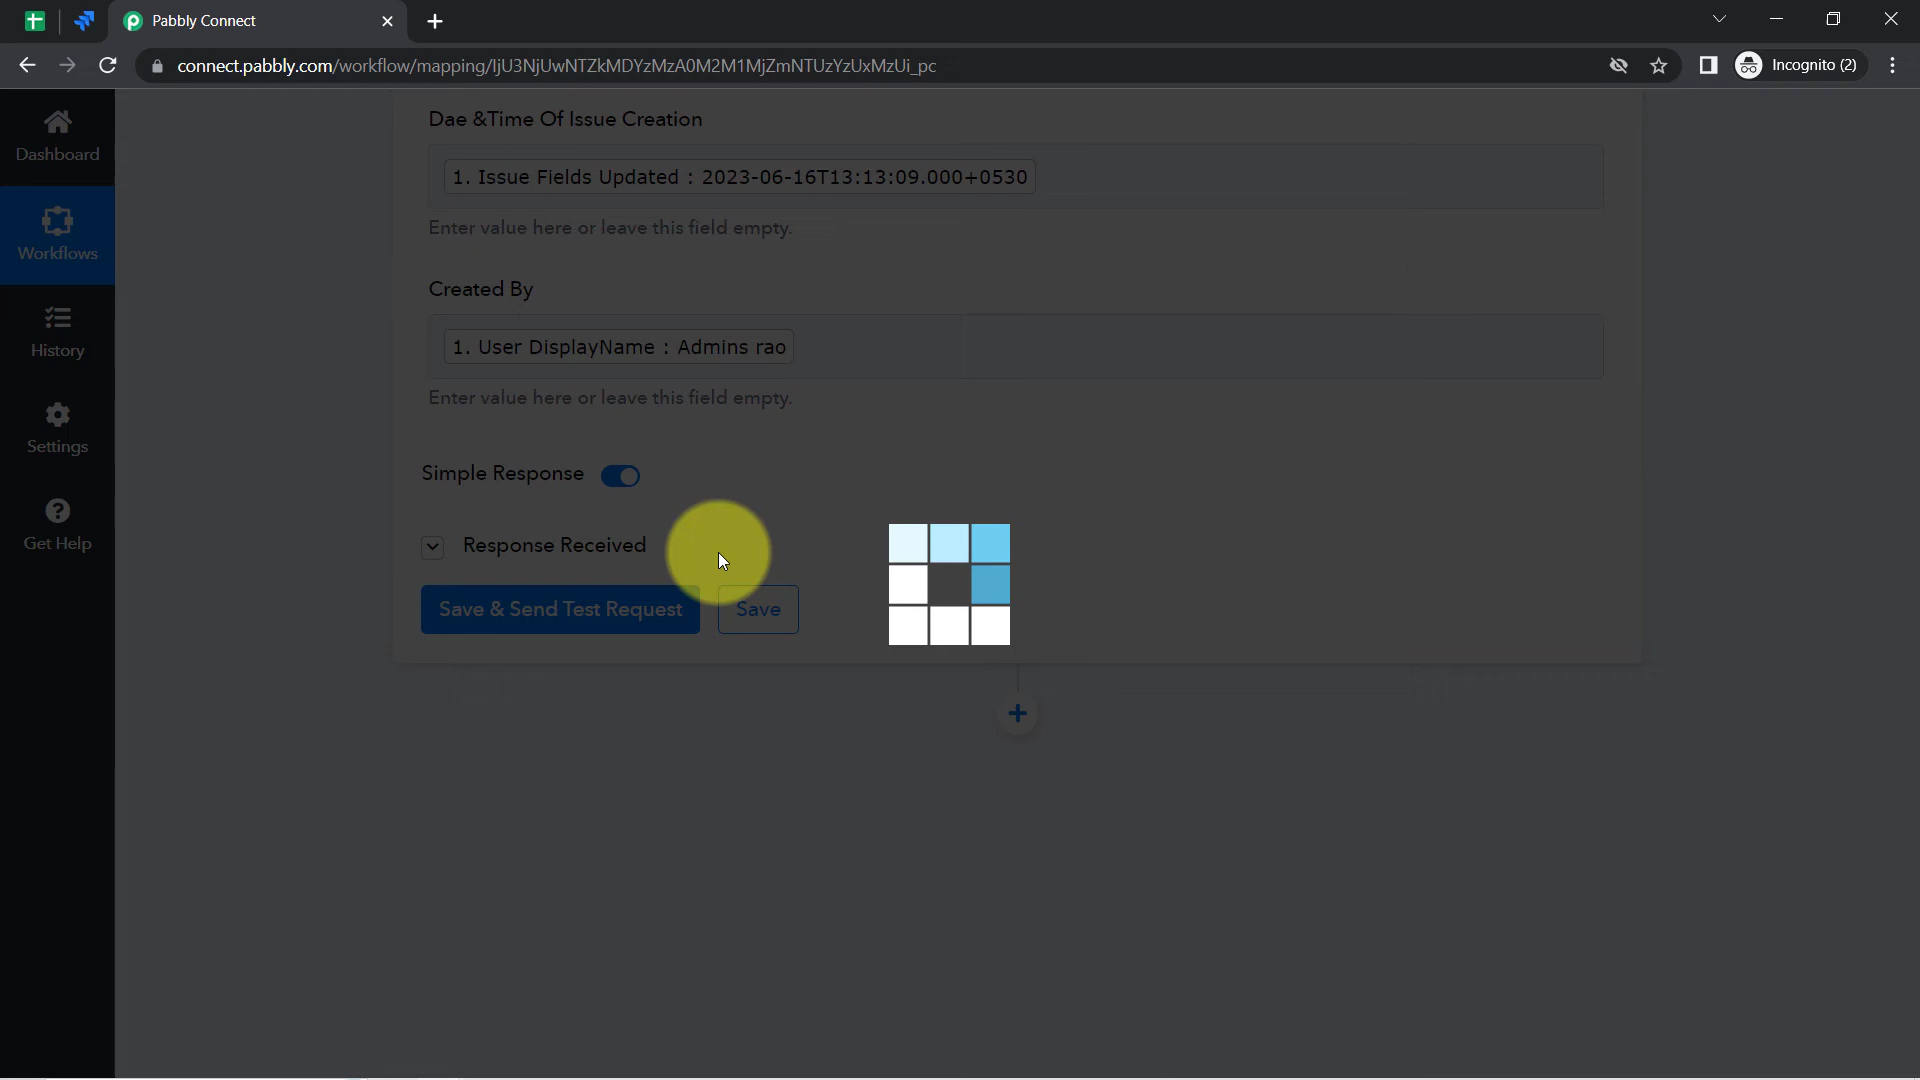 Pabbly Connect
connect.pabbly.com/workflow/mapping/IjU3NjUwNTZkMDYzMzA0M2M1MjZmNTUzYzUxMzUi_pc
Incognito (2)
Dashboard
Workflows
History
Settings
Get Help
Dae &Time Of Issue Creation
1. Issue Fields Updated : 2023-06-16T13:13:09.000+0530
Enter value here or leave this field empty.
Created By
1. User DisplayName : Admins rao
Enter value here or leave this field empty.
Simple Response
Response Received
Save & Send Test Request
Save